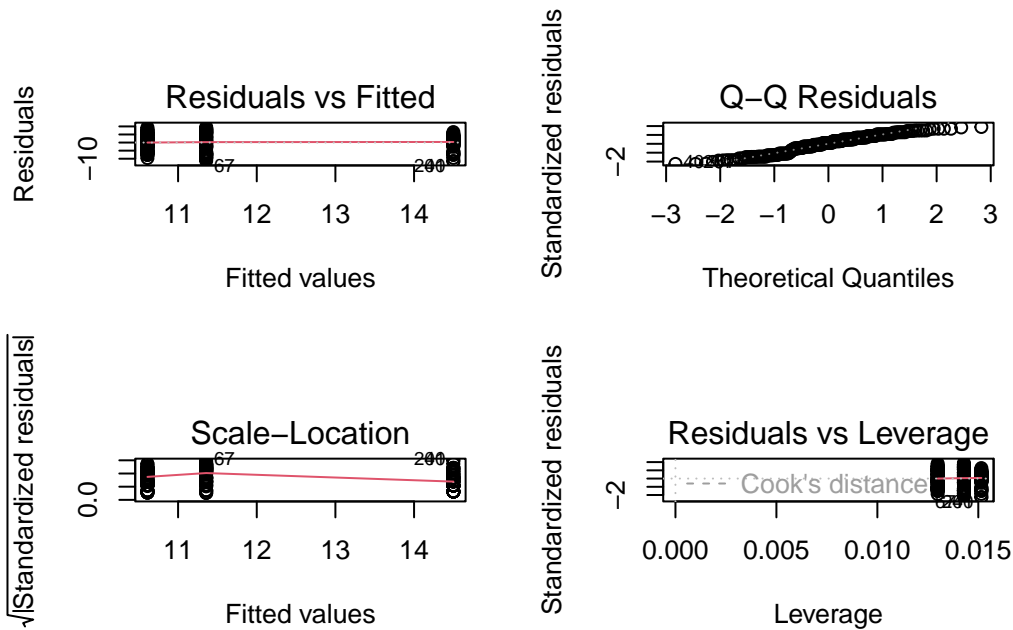 Residuals vs Fitted
Residuals
−10
67
11 12 13 14
Fitted values
Q−Q Residuals
Standardized residuals
−2
−3 −2 −1 0 1 2 3
Theoretical Quantiles
Scale−Location
√|Standardized residuals|
0.0
67
11 12 13 14
Fitted values
Residuals vs Leverage
Standardized residuals
−2
Cook's distance
0.000 0.005 0.010 0.015
Leverage